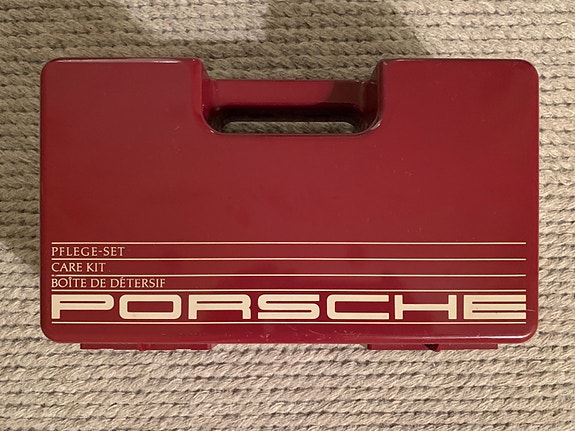 PFLEGE-SET
CARE KIT
BOÎTE DE DÉTERSIF
PORSCHE